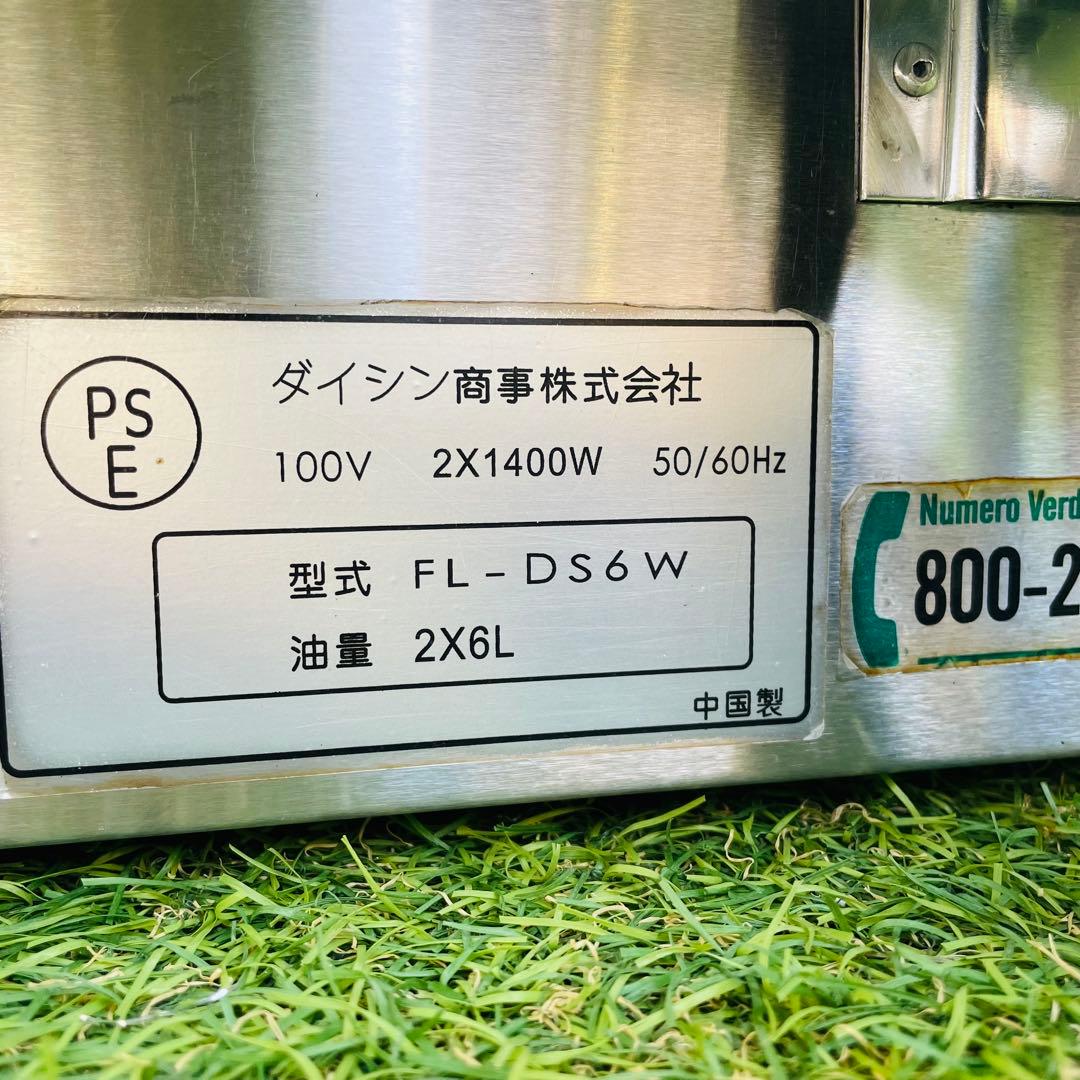 PS
E
ダイシン商事株式会社
100V 2X1400W 50/60Hz
型式 FL-DS6W
油量 2X6L
中国製
Numero Verd
800-2